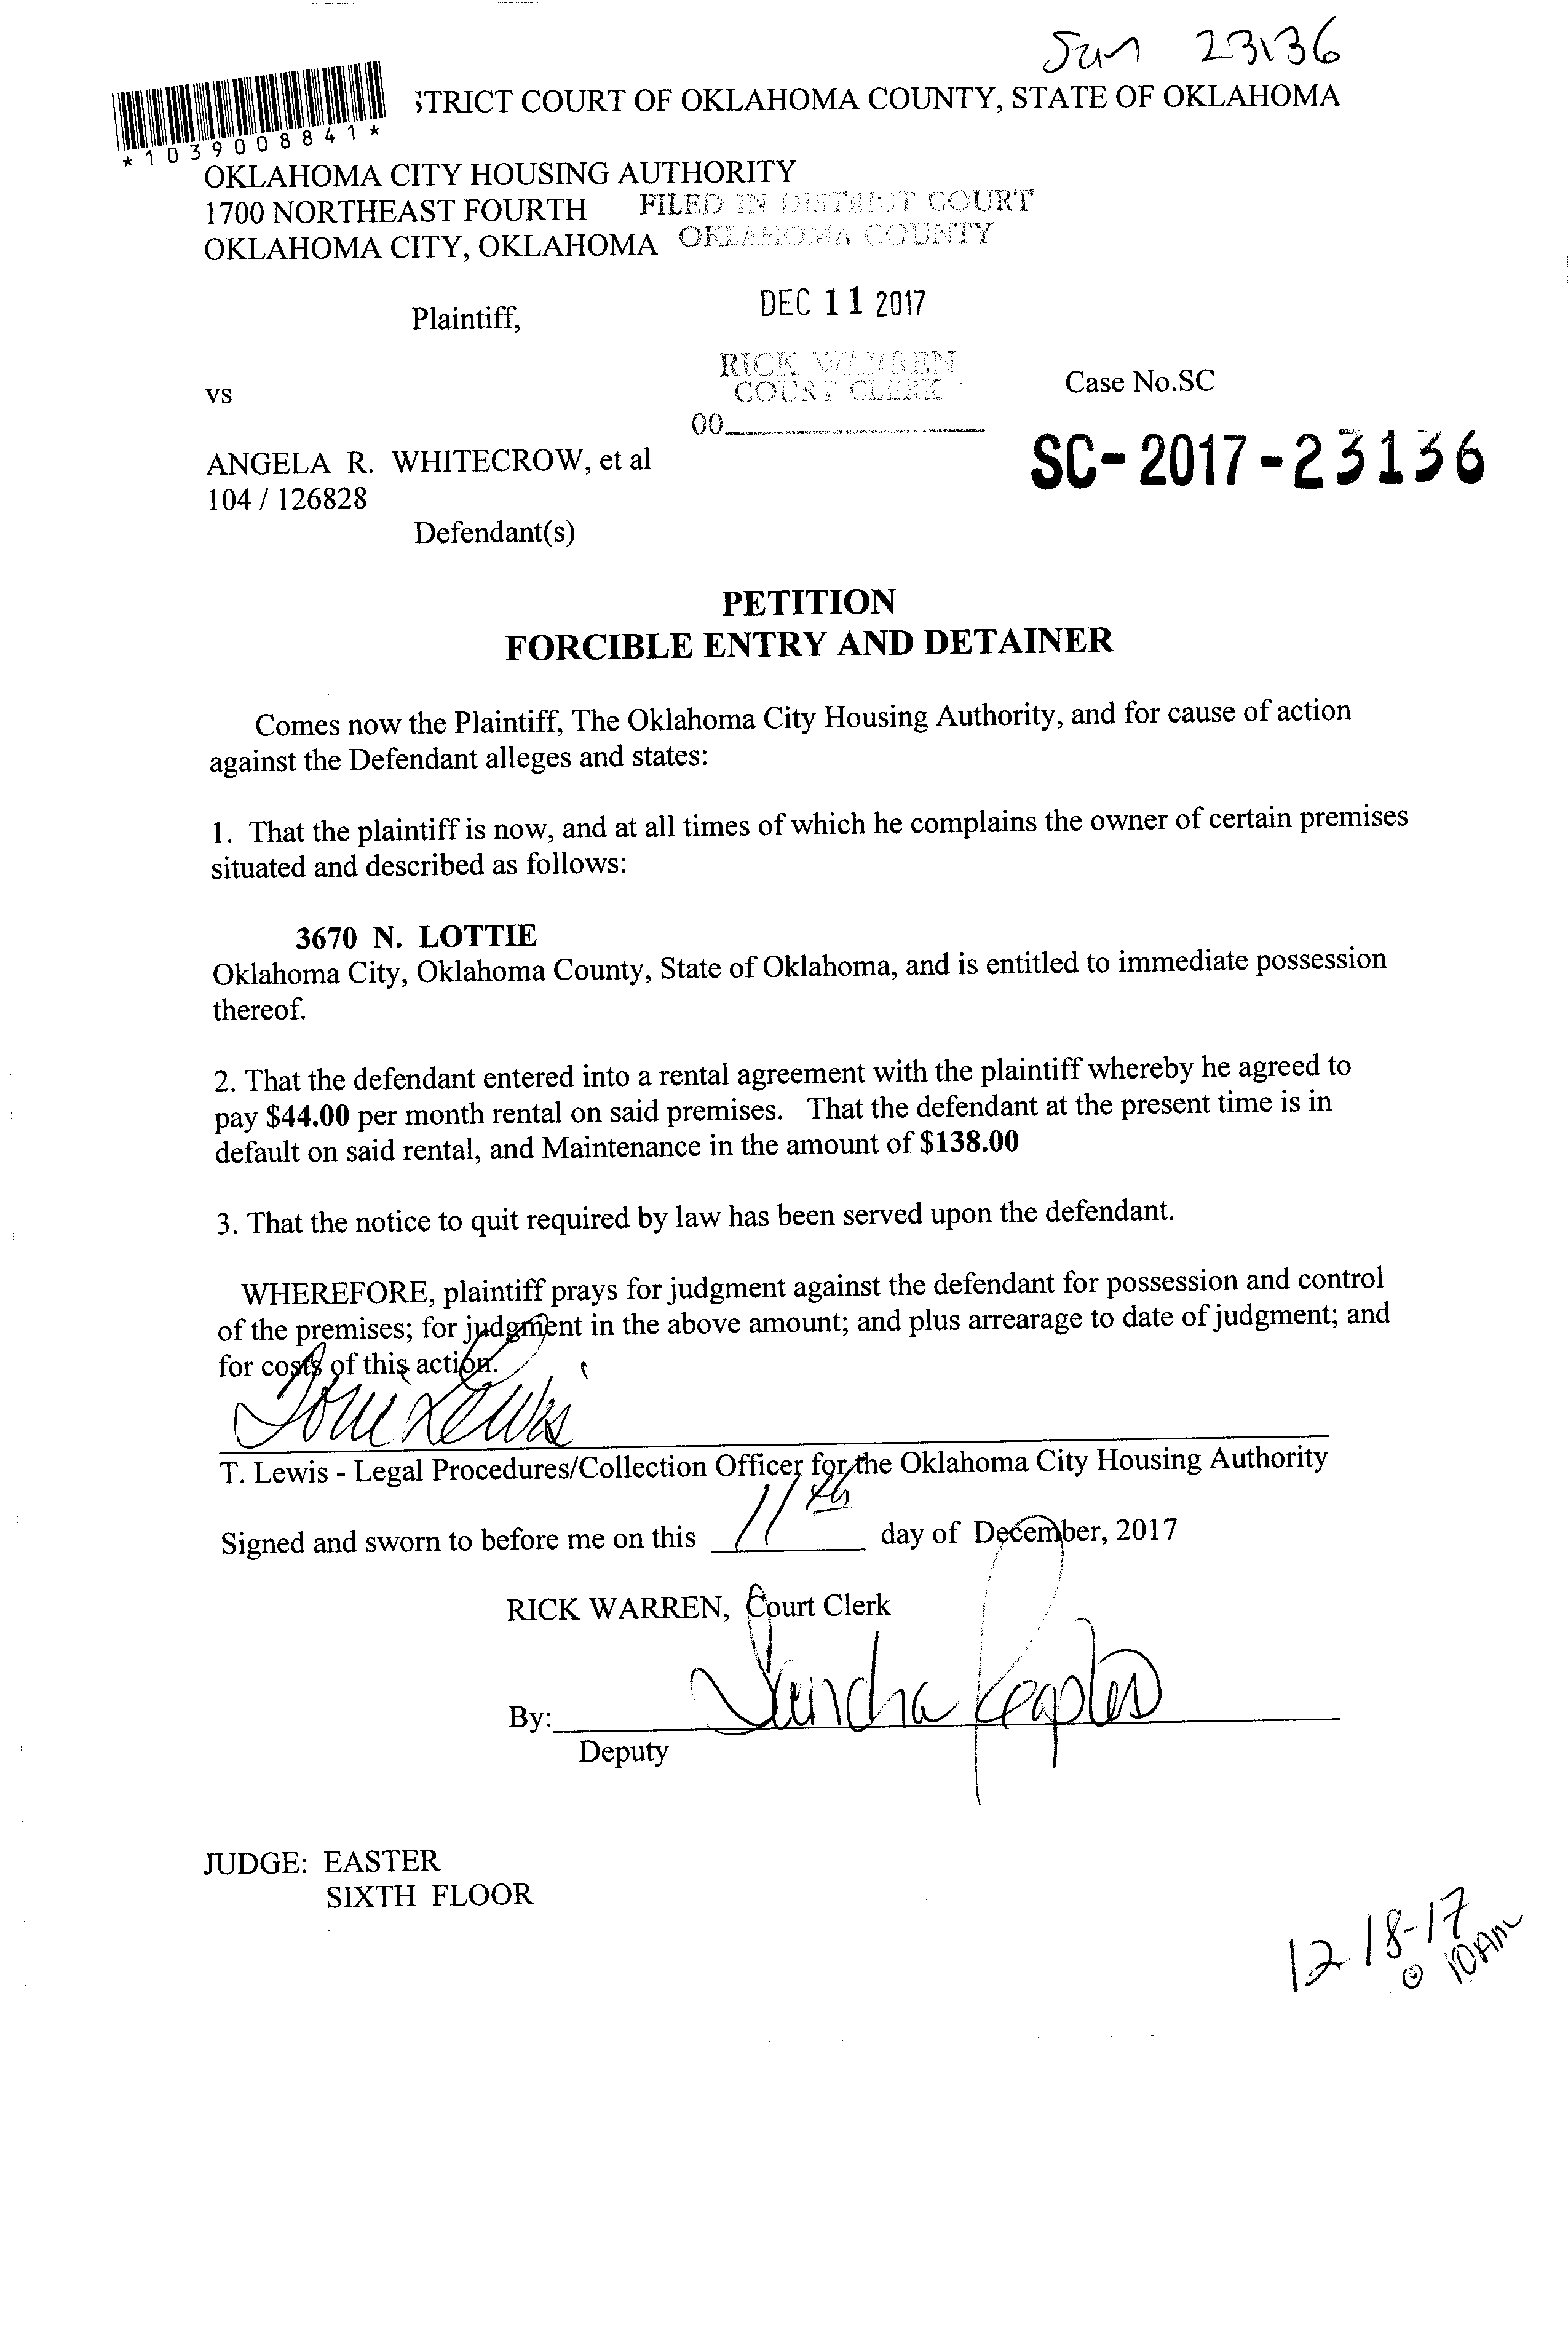 23136
STRICT COURT OF OKLAHOMA COUNTY, STATE OF OKLAHOMA
*1039008841*
OKLAHOMA CITY HOUSING AUTHORITY
1700 NORTHEAST FOURTH FILED IN DISTRICT COURT
OKLAHOMA CITY, OKLAHOMA OKLAHOMA COUNTY
DEC 11 2017
Plaintiff,
RICK WARREN
COURT CLERK
Case No.SC
vs
00
SC-2017-23136
ANGELA R. WHITECROW, et al
104 / 126828
Defendant(s)
PETITION
FORCIBLE ENTRY AND DETAINER
Comes now the Plaintiff, The Oklahoma City Housing Authority, and for cause of action
against the Defendant alleges and states:
1. That the plaintiff is now, and at all times of which he complains the owner of certain premises
situated and described as follows:
3670 N. LOTTIE
Oklahoma City, Oklahoma County, State of Oklahoma, and is entitled to immediate possession
thereof.
2. That the defendant entered into a rental agreement with the plaintiff whereby he agreed to
pay $44.00 per month rental on said premises. That the defendant at the present time is in
default on said rental, and Maintenance in the amount of $138.00
3. That the notice to quit required by law has been served upon the defendant.
WHEREFORE, plaintiff prays for judgment against the defendant for possession and control
of the premises; for judgment in the above amount; and plus arrearage to date of judgment; and
for costs of this action.
Toni Lewis
T. Lewis - Legal Procedures/Collection Officer for the Oklahoma City Housing Authority
Signed and sworn to before me on this 11th day of December, 2017
RICK WARREN, Court Clerk
By:
Deputy
JUDGE: EASTER
SIXTH FLOOR
12-18-17
@ 10AM